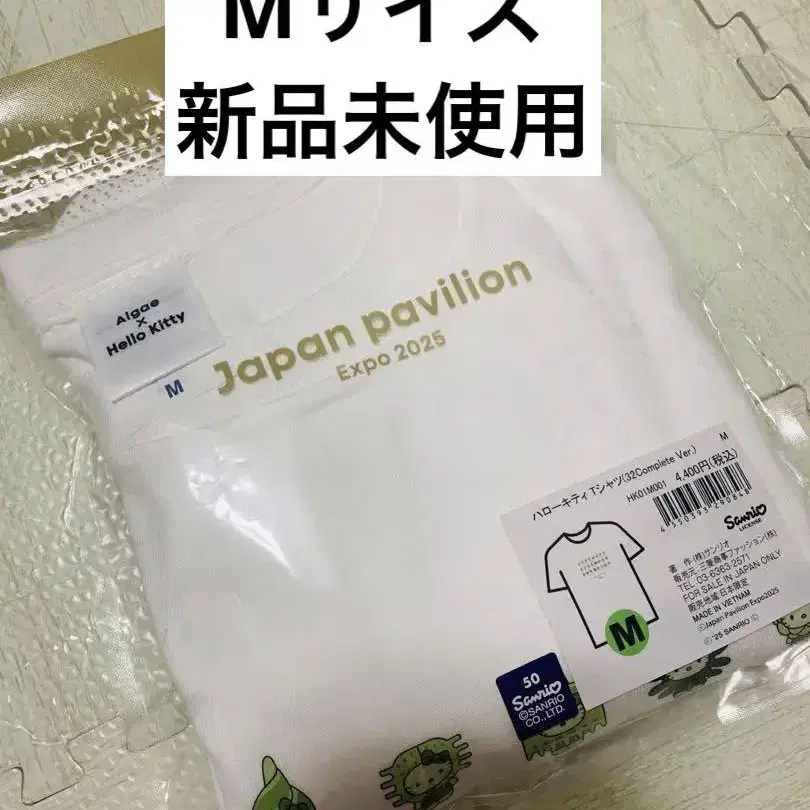 Mサイズ
新品未使用
Algae
×
Hello Kitty
M
Japan pavilion
Expo 2025
M
ハローキティ Tシャツ(32Complete Ver.)
HK01M001 4,400円(税込)
4550393290848
Sanrio
LICENSE
著 作 (株)サンリオ
販売元 三菱商事ファッション(株)
TEL. 03-6363-2571
FOR SALE IN JAPAN ONLY
販売地域 日本限定
MADE IN VIETNAM
©Japan Pavilion Expo2025
©'25 SANRIO Ⓛ
M
50
Sanrio
©SANRIO
CO., LTD.